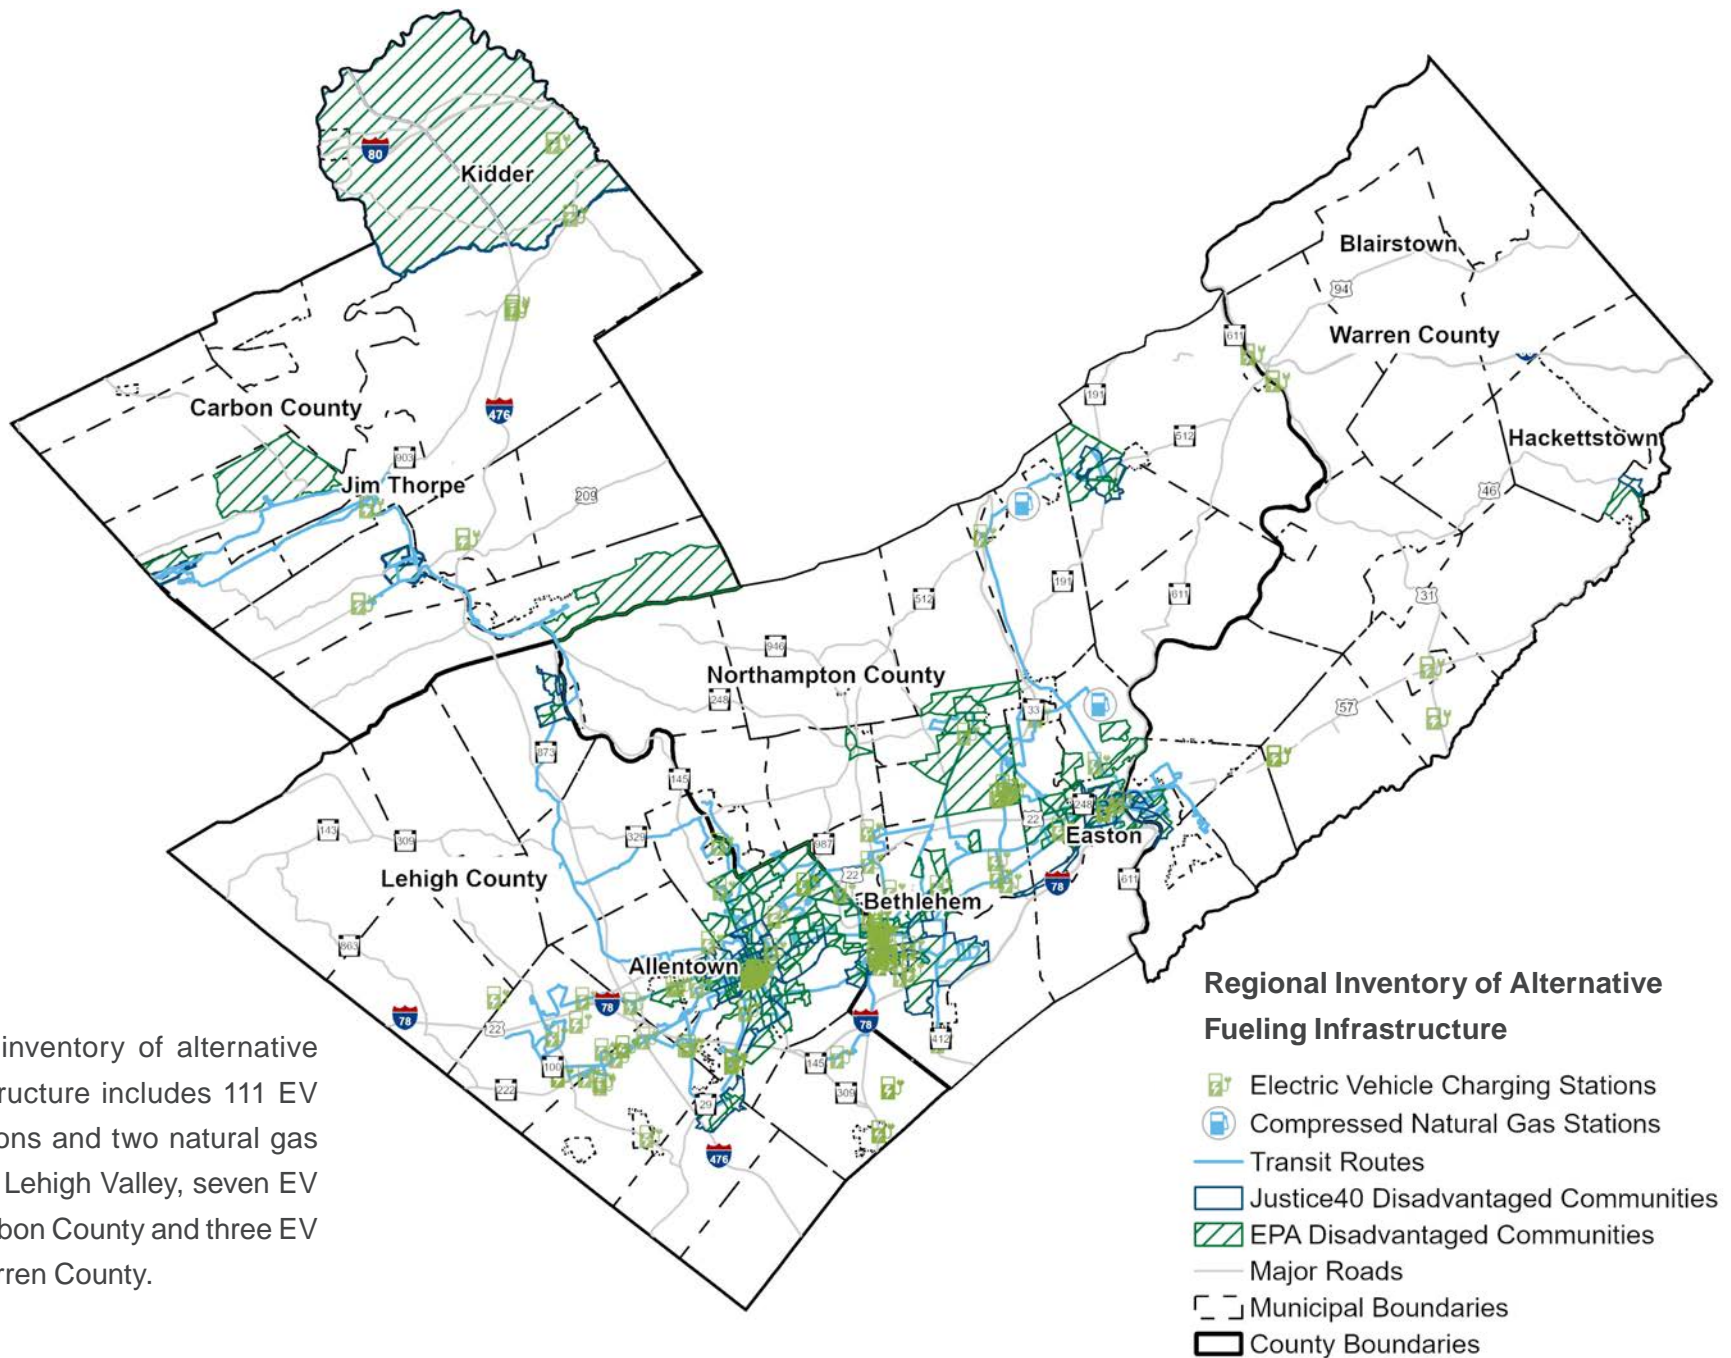 80
Kidder
Blairstown
94
611
Warren County
191
Carbon County
476
Hackettstown
512
903
Jim Thorpe
209
46
512
191
611
31
946
Northampton County
248
33
57
873
145
248
143
309
329
987
22
Easton
Lehigh County
22
78
611
Bethlehem
863
Allentown
78
78
22
78
412
100
145
222
309
29
476
inventory of alternative
tructure includes 111 EV
ons and two natural gas
Lehigh Valley, seven EV
bon County and three EV
rren County.
Regional Inventory of Alternative
Fueling Infrastructure
Electric Vehicle Charging Stations
Compressed Natural Gas Stations
Transit Routes
Justice40 Disadvantaged Communities
EPA Disadvantaged Communities
Major Roads
Municipal Boundaries
County Boundaries